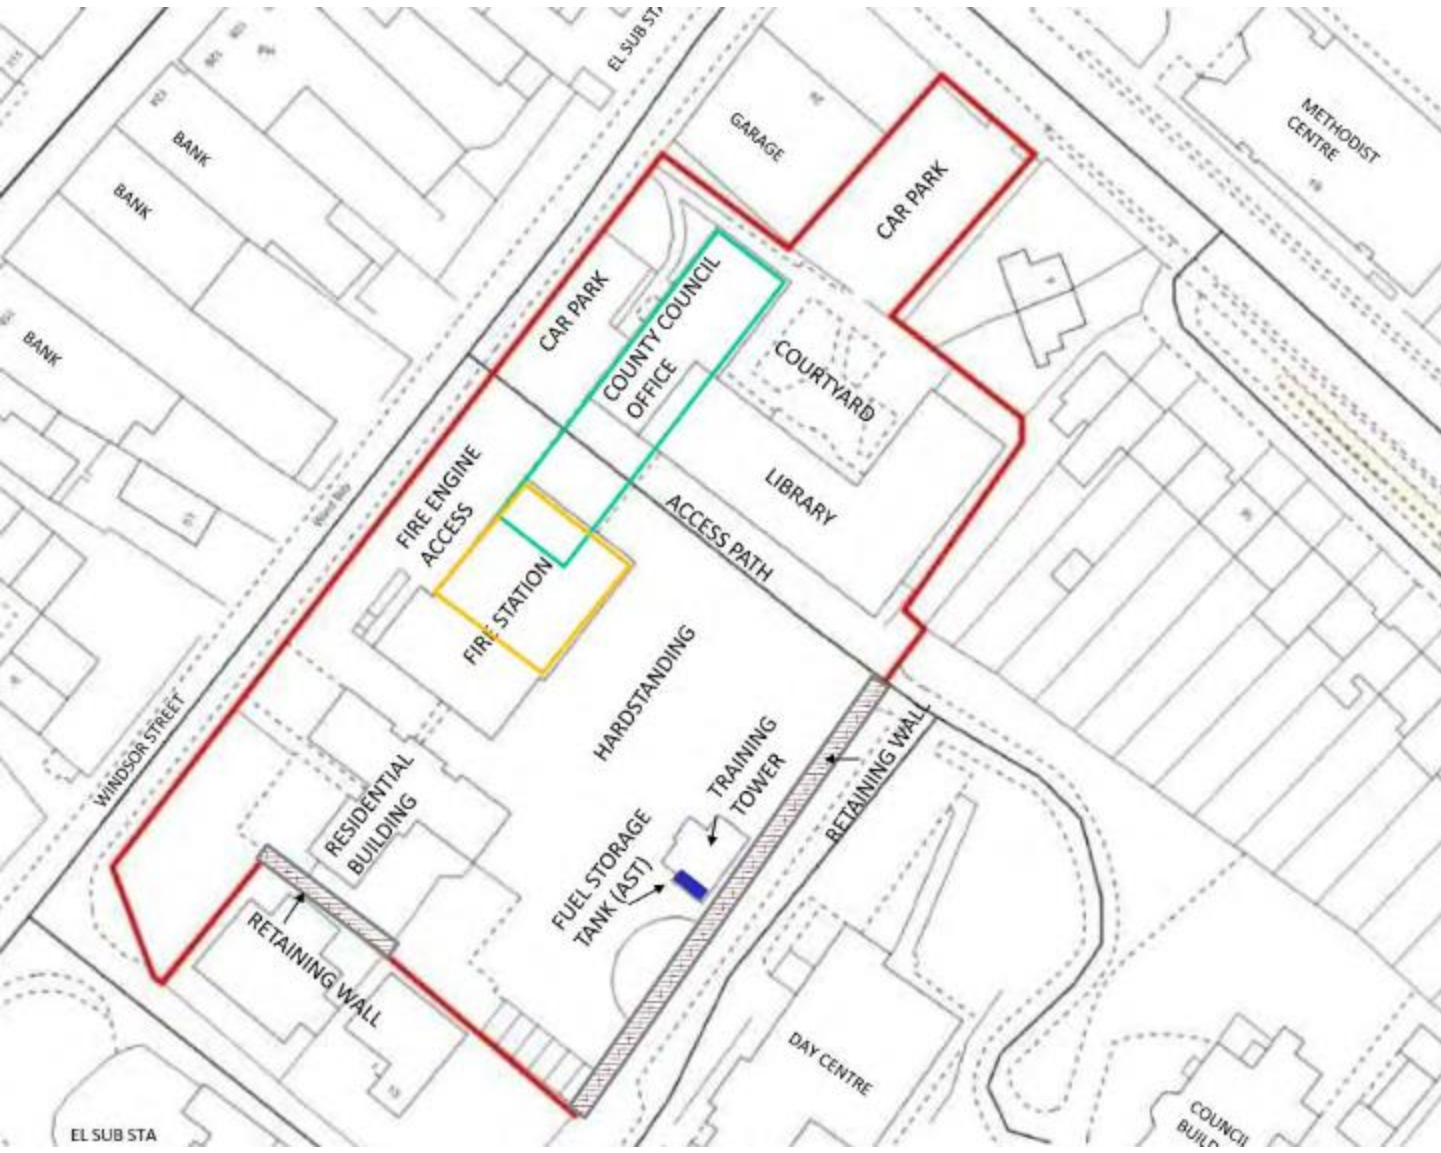 EL SUB STA
METHODIST
CENTRE
GARAGE
BANK
BANK
BANK
CAR PARK
CAR PARK
COUNTY COUNCIL
OFFICE
COURTYARD
LIBRARY
FIRE ENGINE
ACCESS
ACCESS PATH
FIRE STATION
HARDSTANDING
WINDSOR STREET
RESIDENTIAL
BUILDING
TRAINING
TOWER
RETAINING WALL
FUEL STORAGE
TANK (AST)
RETAINING WALL
DAY CENTRE
COUNCIL
BUILD
EL SUB STA